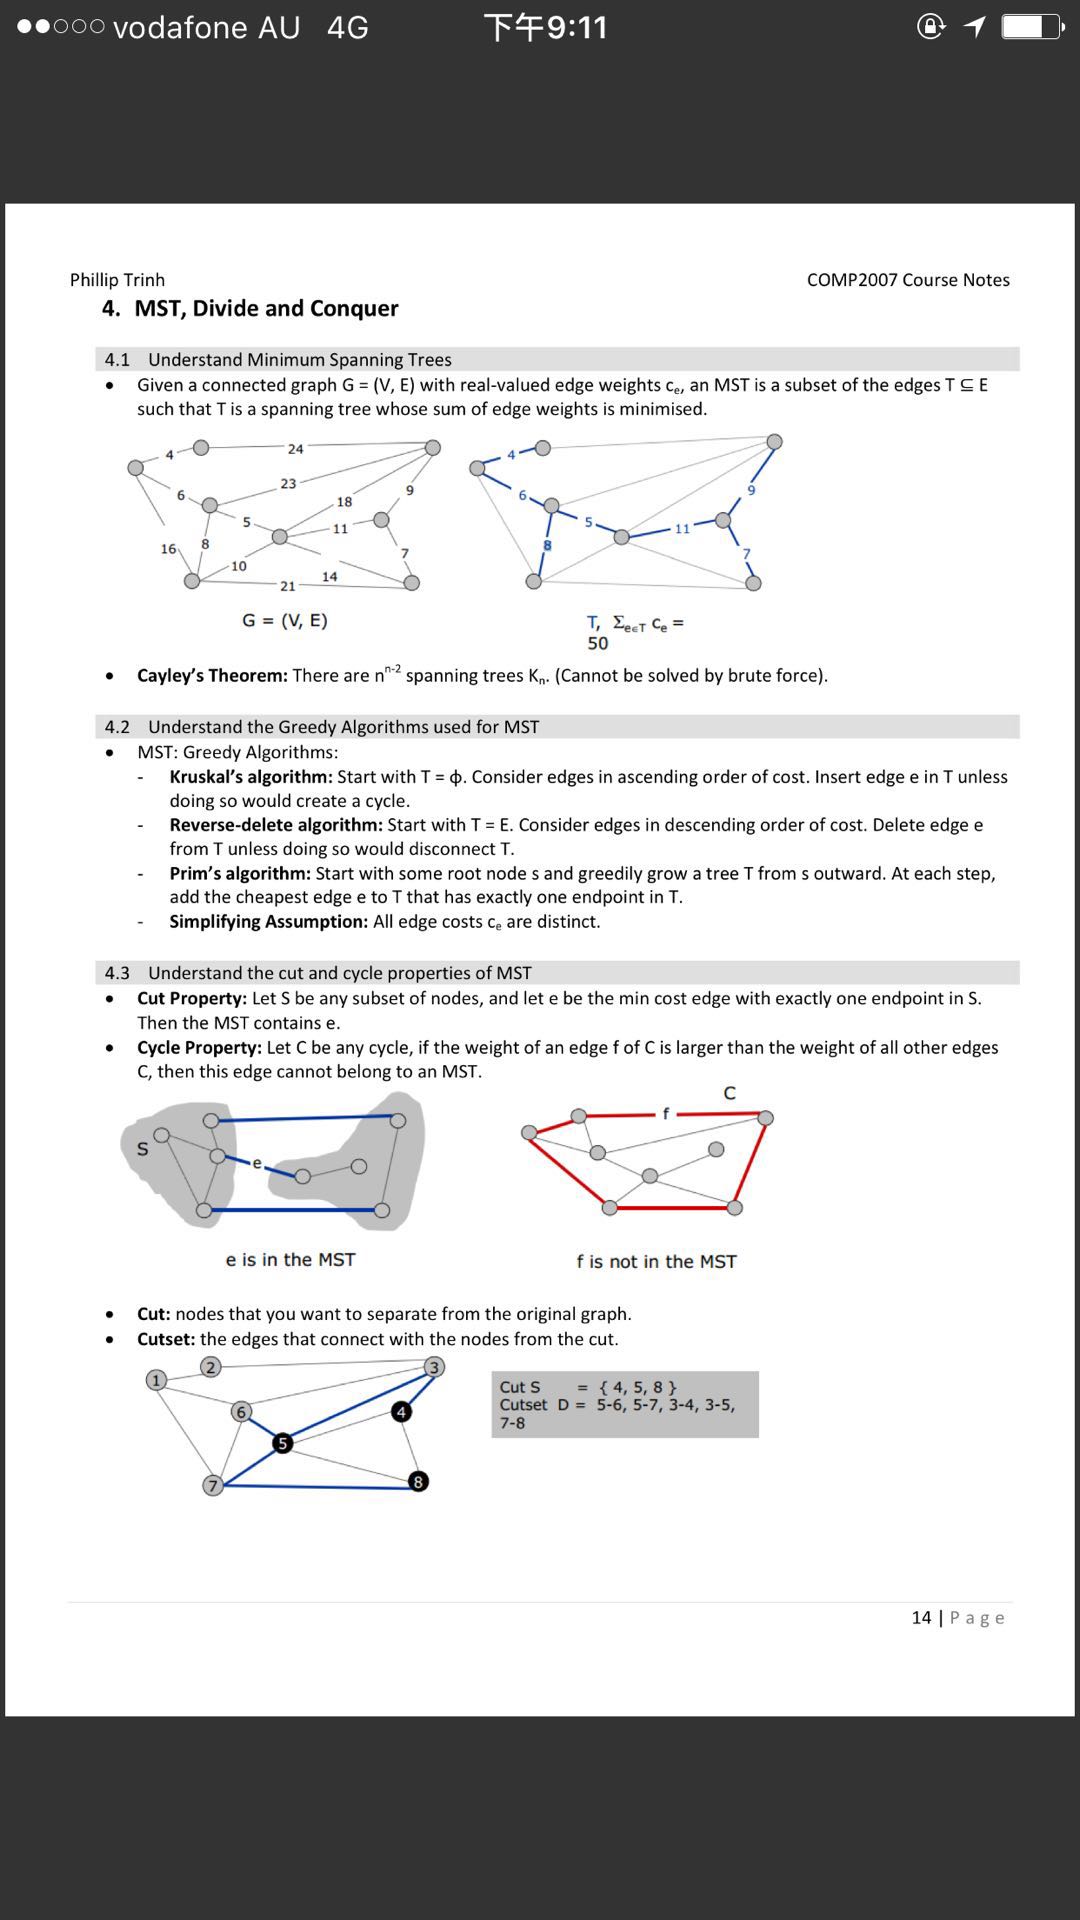 vodafone AU 4G 下午9:11
Phillip Trinh COMP2007 Course Notes
4. MST, Divide and Conquer
4.1 Understand Minimum Spanning Trees
• Given a connected graph G = (V, E) with real-valued edge weights cₑ, an MST is a subset of the edges T ⊆ E
such that T is a spanning tree whose sum of edge weights is minimised.
4 24
23
6 18 9
5 11
16 8 7
10 14
21
G = (V, E)
4
6 9
5 11
8 7
T, Σₑ∈T cₑ =
50
• Cayley's Theorem: There are nⁿ⁻² spanning trees Kₙ. (Cannot be solved by brute force).
4.2 Understand the Greedy Algorithms used for MST
• MST: Greedy Algorithms:
- Kruskal's algorithm: Start with T = ϕ. Consider edges in ascending order of cost. Insert edge e in T unless
doing so would create a cycle.
- Reverse-delete algorithm: Start with T = E. Consider edges in descending order of cost. Delete edge e
from T unless doing so would disconnect T.
- Prim's algorithm: Start with some root node s and greedily grow a tree T from s outward. At each step,
add the cheapest edge e to T that has exactly one endpoint in T.
- Simplifying Assumption: All edge costs cₑ are distinct.
4.3 Understand the cut and cycle properties of MST
• Cut Property: Let S be any subset of nodes, and let e be the min cost edge with exactly one endpoint in S.
Then the MST contains e.
• Cycle Property: Let C be any cycle, if the weight of an edge f of C is larger than the weight of all other edges
C, then this edge cannot belong to an MST.
S
e
e is in the MST
C
f
f is not in the MST
• Cut: nodes that you want to separate from the original graph.
• Cutset: the edges that connect with the nodes from the cut.
2 3
1
6 4
5
7 8
Cut S = { 4, 5, 8 }
Cutset D = 5-6, 5-7, 3-4, 3-5,
7-8
14 | Page